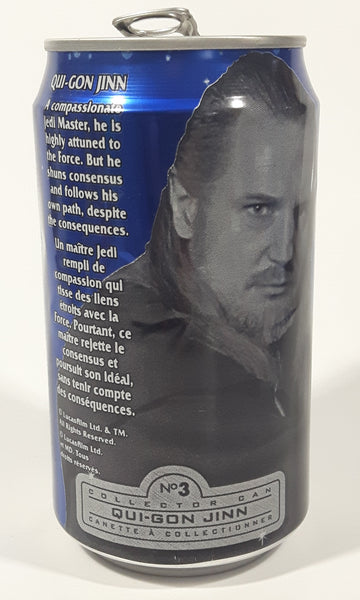 QUI-GON JINN
A compassionate
Jedi Master, he is
highly attuned to
the Force. But he
shuns consensus
and follows his
own path, despite
the consequences.
Un maître Jedi
rempli de
compassion qui
tisse des liens
étroits avec la
Force. Pourtant, ce
maître rejette le
consensus et
poursuit son idéal,
sans tenir compte
des conséquences.
© Lucasfilm Ltd. & TM.
All Rights Reserved.
© Lucasfilm Ltd.
et MD. Tous
droits réservés.
Nº3
COLLECTOR CAN
QUI-GON JINN
CANETTE À COLLECTIONNER